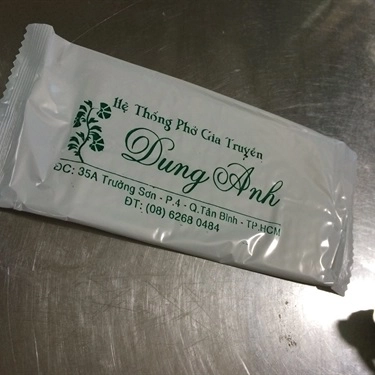 Hệ Thống Phở Gia Truyền
Dung Anh
ĐC: 35A Trường Sơn - P.4 - Q.Tân Bình - TP.HCM
ĐT: (08) 6268 0484